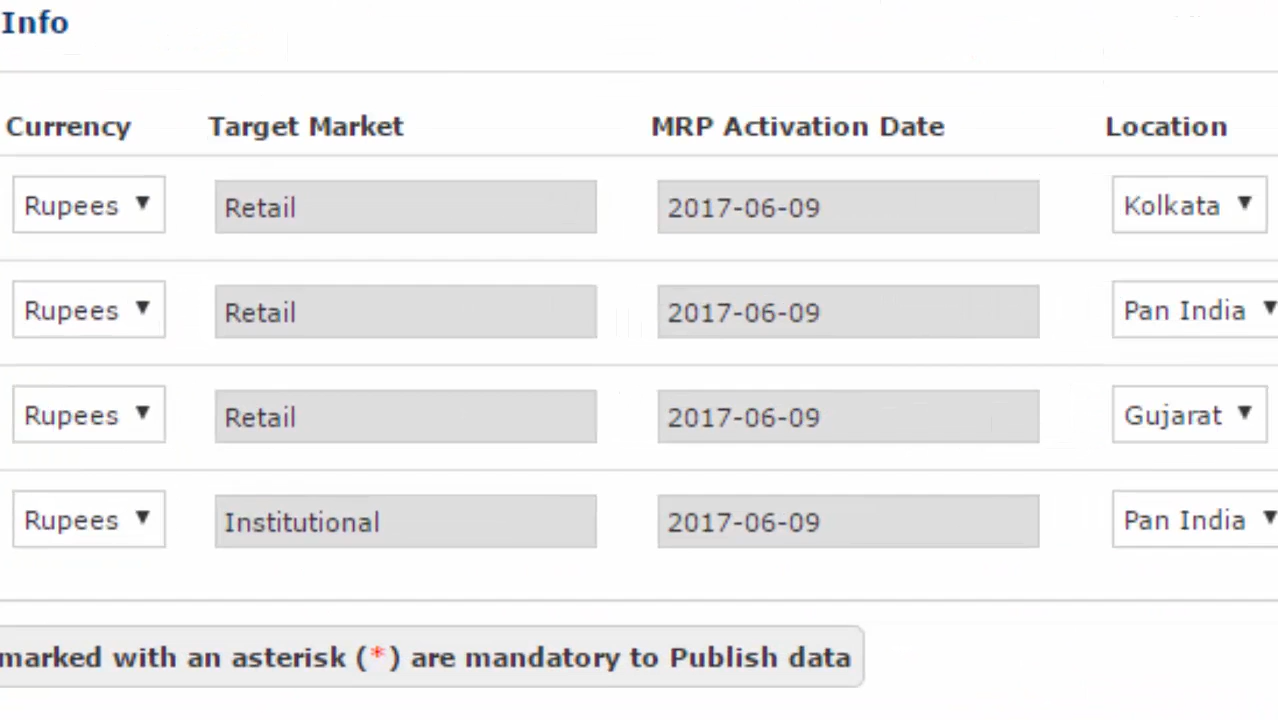 Info
Currency Target Market MRP Activation Date Location
Rupees Retail 2017-06-09 Kolkata
Rupees Retail 2017-06-09 Pan India
Rupees Retail 2017-06-09 Gujarat
Rupees Institutional 2017-06-09 Pan India
marked with an asterisk (*) are mandatory to Publish data